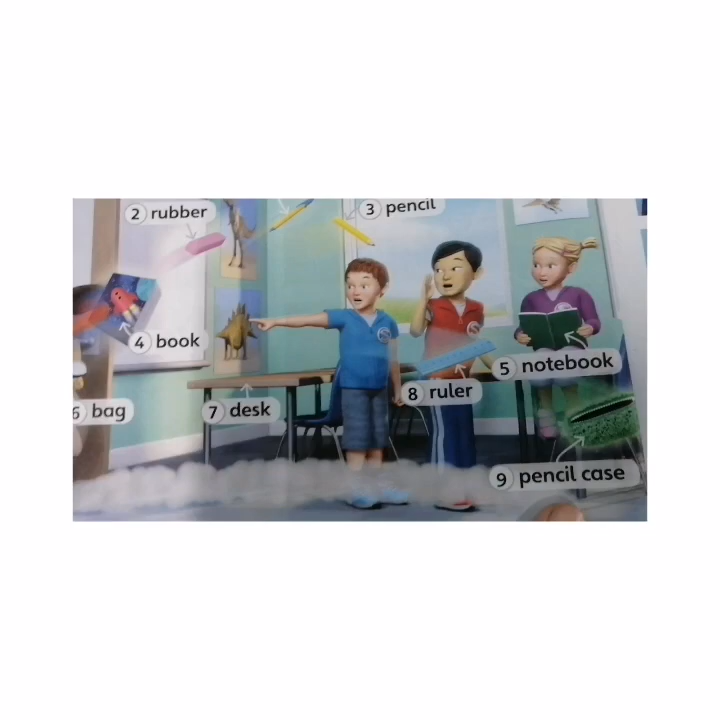 2 rubber
3 pencil
4 book
5 notebook
6 bag
7 desk
8 ruler
9 pencil case